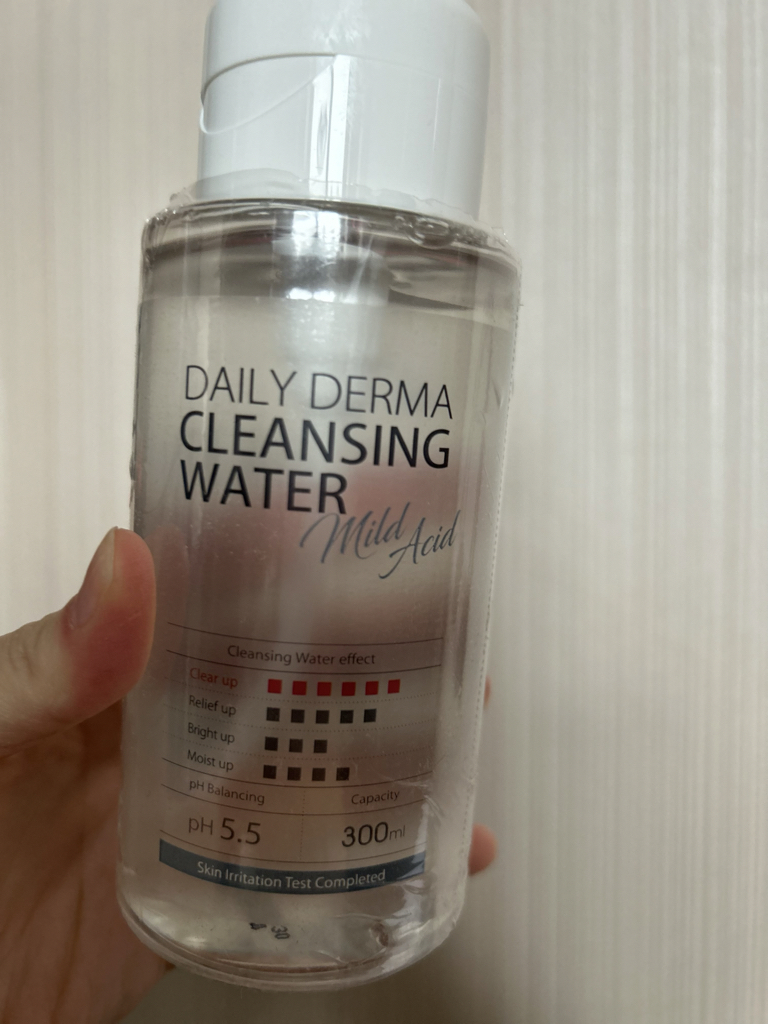 DAILY DERMA
CLEANSING
WATER
Mild Acid
Cleansing Water effect
Clear up
Relief up
Bright up
Moist up
pH Balancing
Capacity
pH 5.5
300ml
Skin Irritation Test Completed